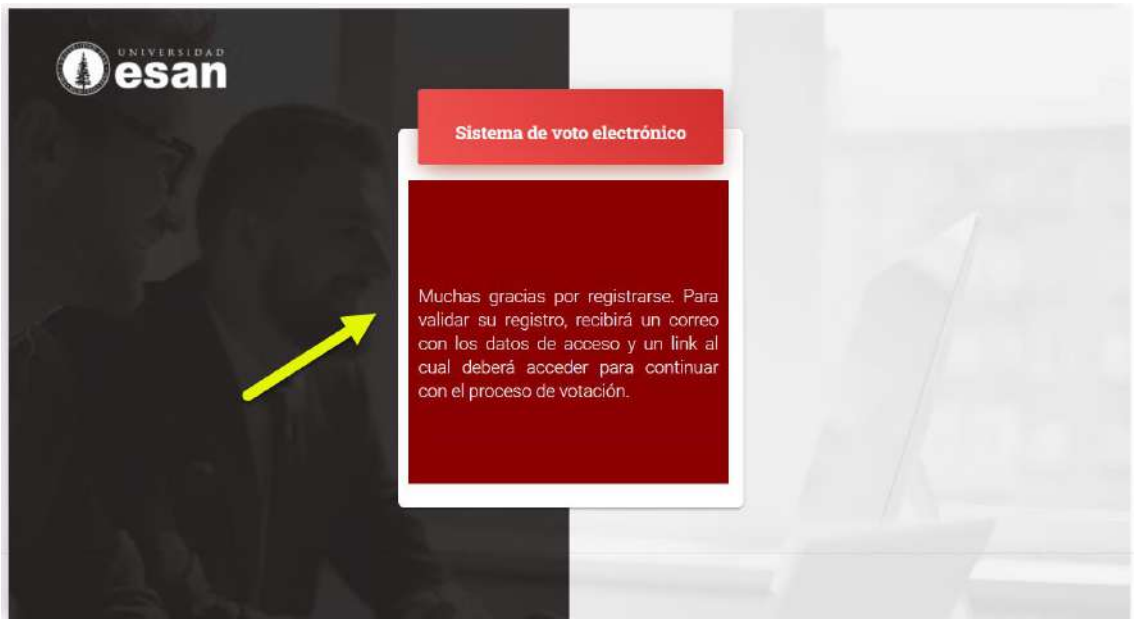 UNIVERSIDAD
esan
Sistema de voto electrónico
Muchas gracias por registrarse. Para
validar su registro, recibirá un correo
con los datos de acceso y un link al
cual deberá acceder para continuar
con el proceso de votación.